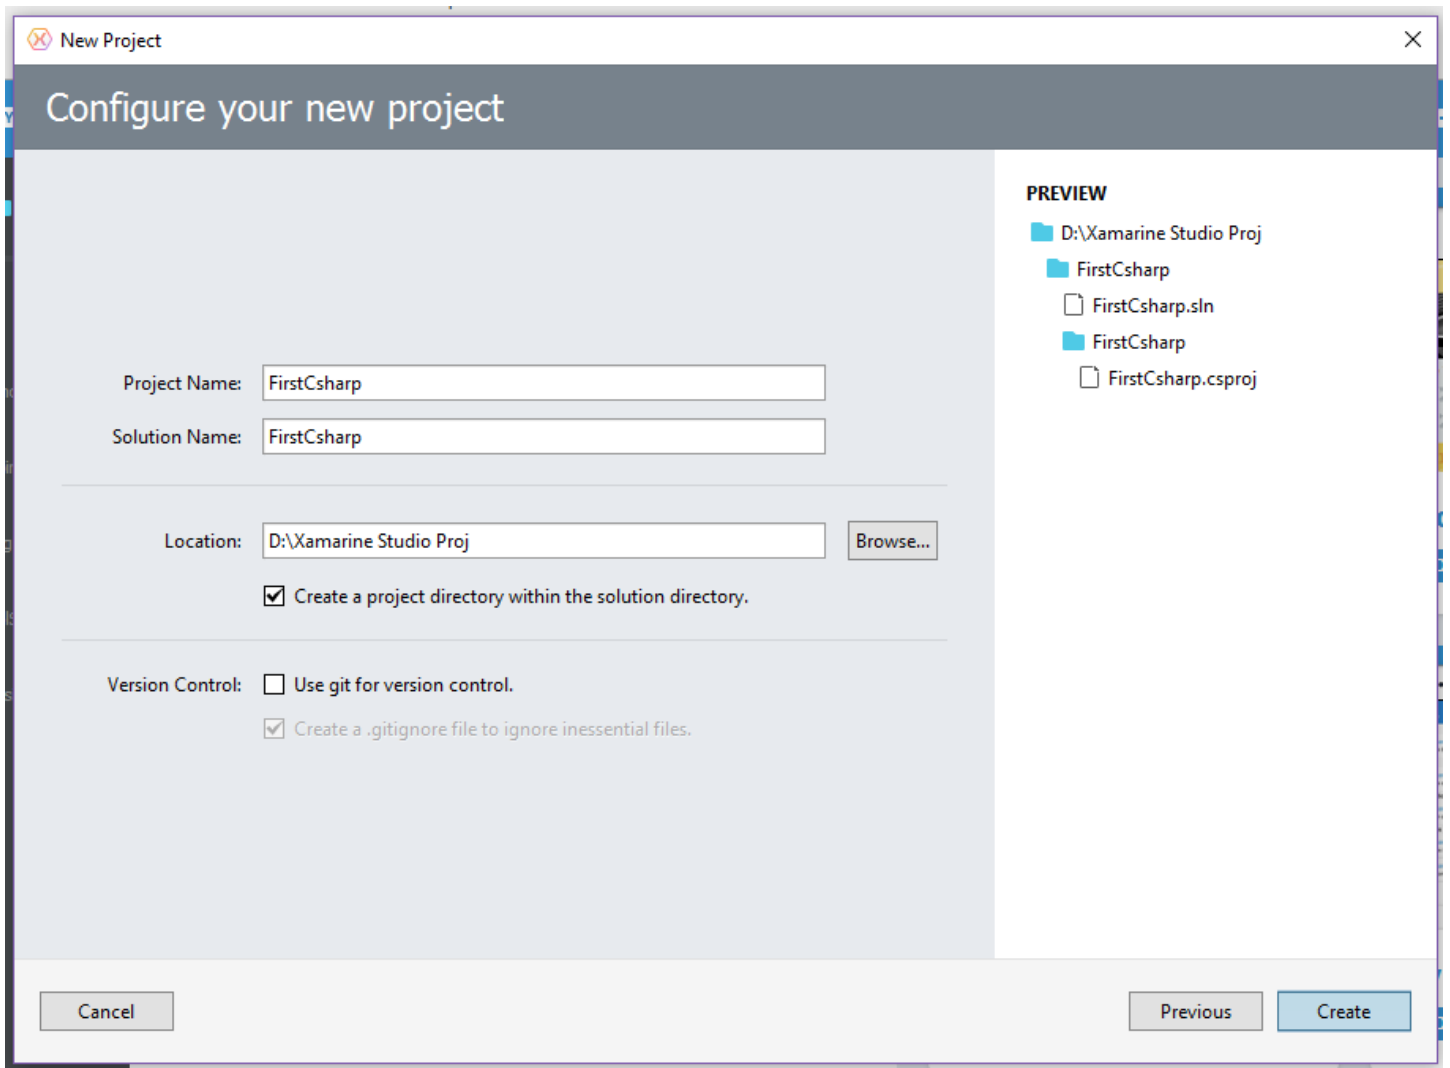 New Project
Configure your new project
PREVIEW
D:\Xamarine Studio Proj
FirstCsharp
FirstCsharp.sln
FirstCsharp
FirstCsharp.csproj
Project Name: FirstCsharp
Solution Name: FirstCsharp
Location: D:\Xamarine Studio Proj Browse...
Create a project directory within the solution directory.
Version Control: Use git for version control.
Create a .gitignore file to ignore inessential files.
Cancel Previous Create